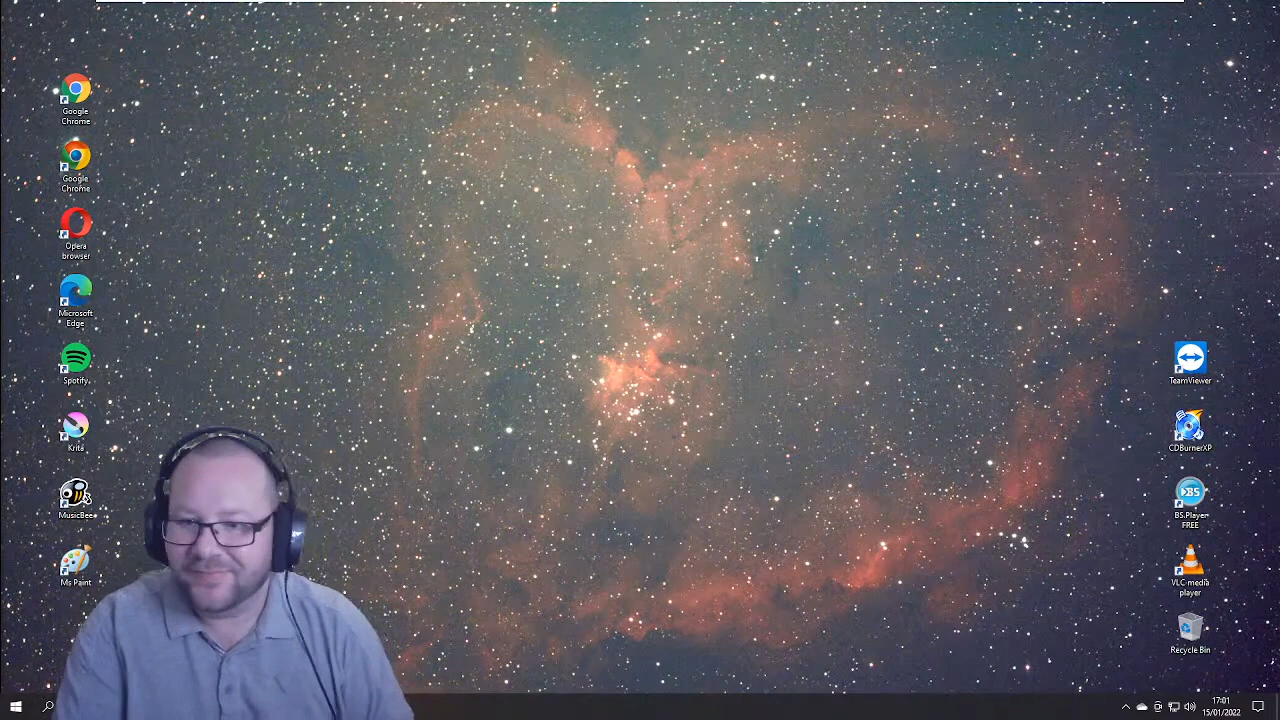 Google
Chrome
Google
Chrome
Opera
browser
Microsoft
Edge
Spotify
Krita
MusicBee
Ms Paint
TeamViewer
CDBurnerXP
BS.Player
FREE
VLC media
player
Recycle Bin
17:01
15/01/2022